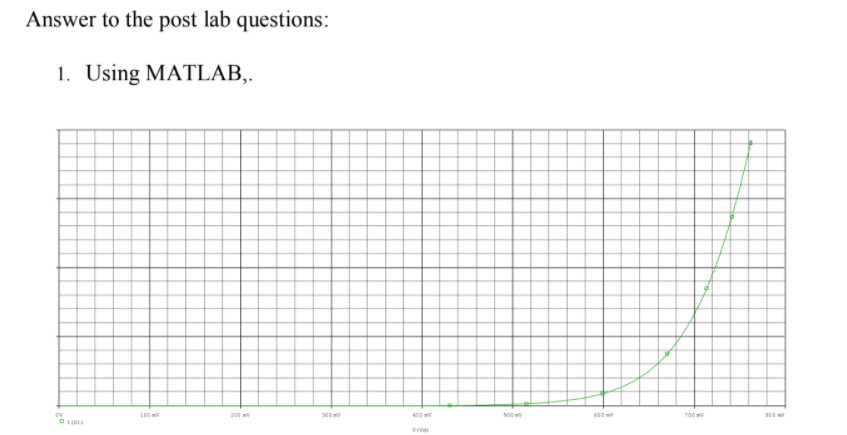 Answer to the post lab questions:
1. Using MATLAB,.
0V 100 mV 200 mV 300 mV 400 mV 500 mV 600 mV 700 mV 800 mV